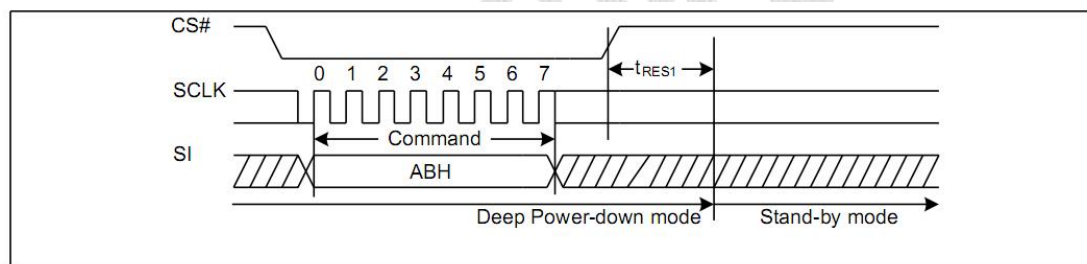 CS#
tRES1
0 1 2 3 4 5 6 7
SCLK
Command
SI
ABH
Deep Power-down mode Stand-by mode